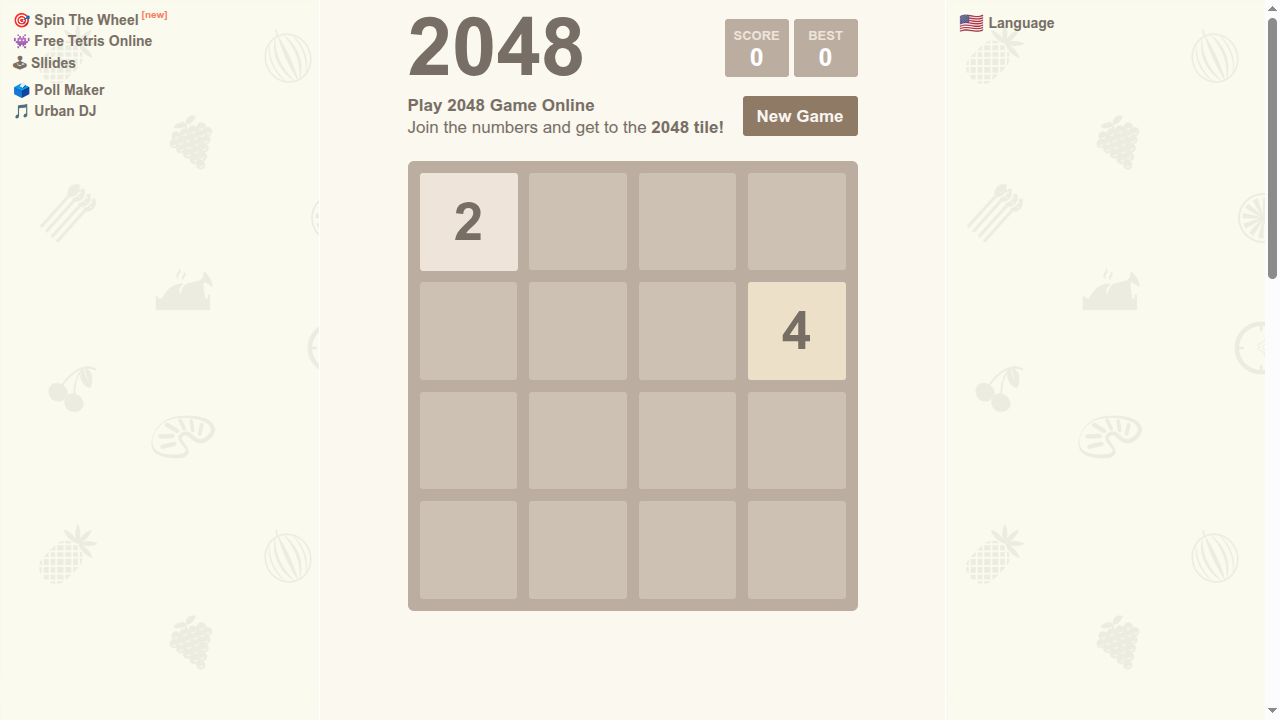 🎯 Spin The Wheel [new]
👾 Free Tetris Online
🕹 Sllides
🗳 Poll Maker
🎵 Urban DJ
2048
SCORE
0
BEST
0
Play 2048 Game Online
Join the numbers and get to the 2048 tile!
New Game
2
4
🇺🇸 Language